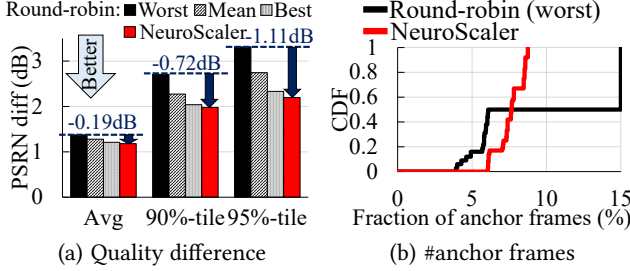 Round-robin: Worst Mean Best
NeuroScaler
Better
-0.19dB
-0.72dB
-1.11dB
PSRN diff (dB)
3
2
1
0
Avg 90%-tile 95%-tile
(a) Quality difference
Round-robin (worst)
NeuroScaler
CDF
1
0.8
0.6
0.4
0.2
0
0 5 10 15
Fraction of anchor frames (%)
(b) #anchor frames